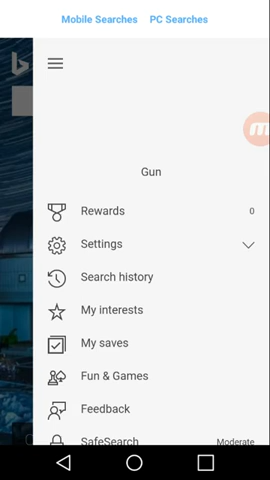 Mobile Searches PC Searches
Gun
Rewards 0
Settings
Search history
My interests
My saves
Fun & Games
Feedback
SafeSearch Moderate